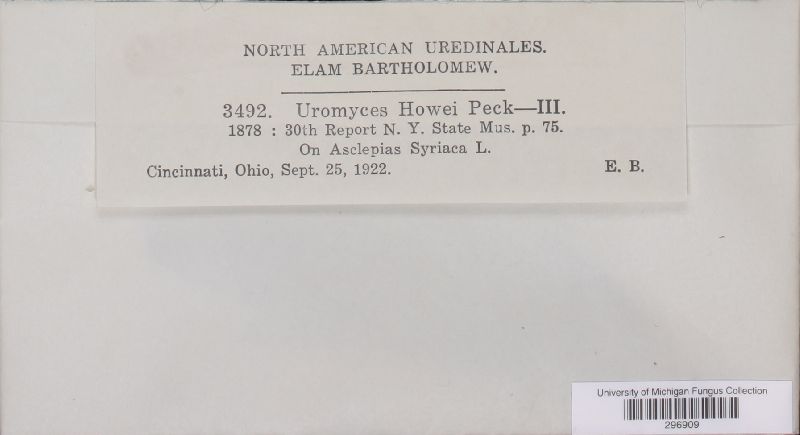 NORTH AMERICAN UREDINALES.
ELAM BARTHOLOMEW.
3492. Uromyces Howei Peck—III.
1878 : 30th Report N. Y. State Mus. p. 75.
On Asclepias Syriaca L.
Cincinnati, Ohio, Sept. 25, 1922. E. B.
University of Michigan Fungus Collection
296909